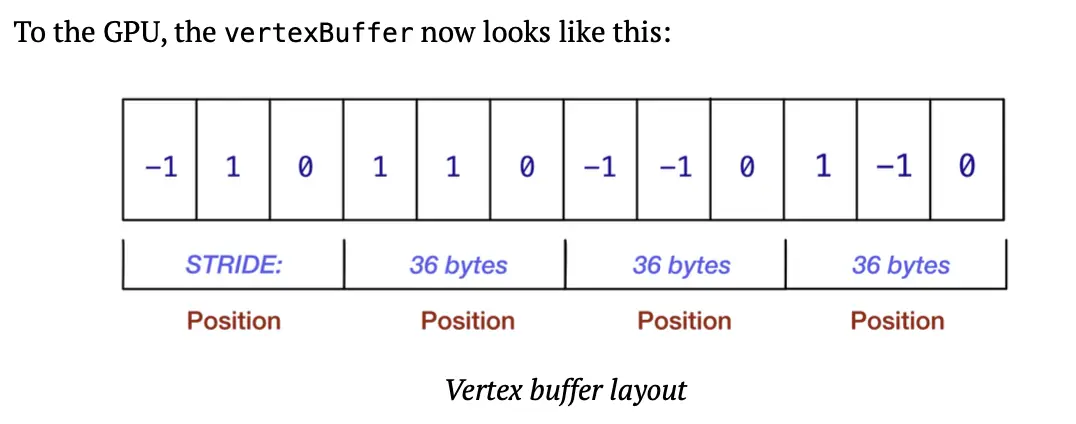 To the GPU, the vertexBuffer now looks like this:
-1 1 0 1 1 0 -1 -1 0 1 -1 0
STRIDE: 36 bytes 36 bytes 36 bytes
Position Position Position Position
Vertex buffer layout